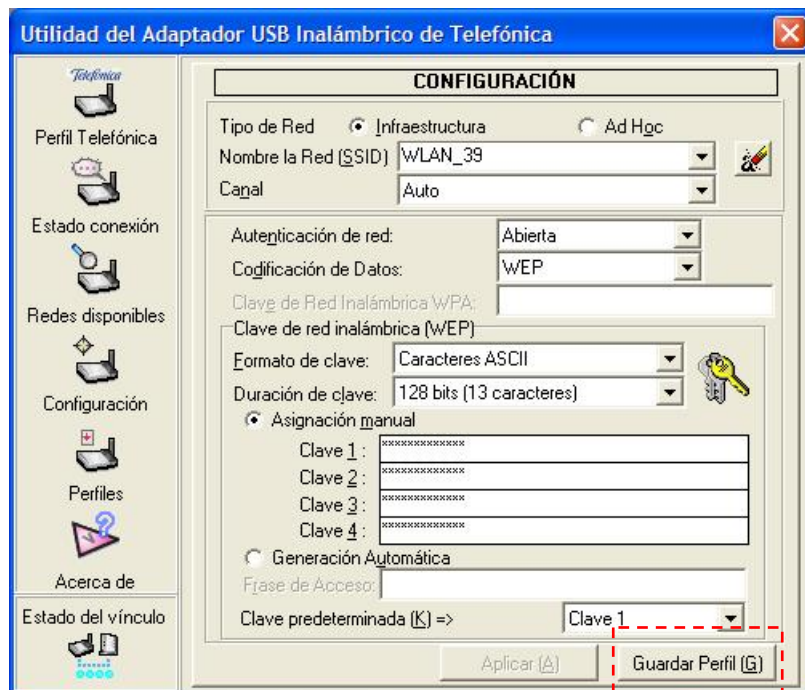 Utilidad del Adaptador USB Inalámbrico de Telefónica
Telefónica
Perfil Telefónica
Estado conexión
Redes disponibles
Configuración
Perfiles
Acerca de
Estado del vínculo
CONFIGURACIÓN
Tipo de Red Infraestructura Ad Hoc
Nombre la Red (SSID) WLAN_39
Canal Auto
Autenticación de red: Abierta
Codificación de Datos: WEP
Clave de Red Inalámbrica WPA:
Clave de red inalámbrica (WEP)
Formato de clave: Caracteres ASCII
Duración de clave: 128 bits (13 caracteres)
Asignación manual
Clave 1 : *************
Clave 2 : *************
Clave 3 : *************
Clave 4 : *************
Generación Automática
Frase de Acceso:
Clave predeterminada (K) => Clave 1
Aplicar (A) Guardar Perfil (G)